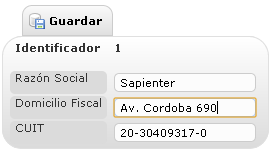 Guardar
Identificador 1
Razón Social Sapienter
Domicilio Fiscal Av. Cordoba 690
CUIT 20-30409317-0